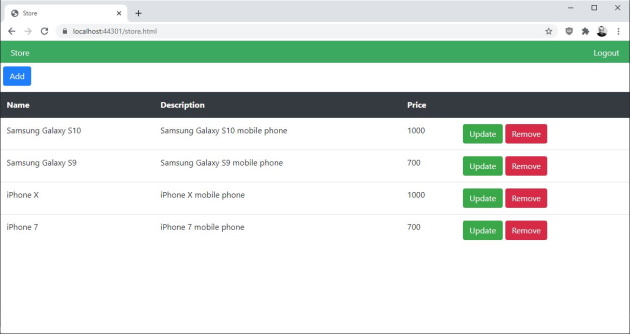 Store
localhost:44301/store.html
Store Logout
Add
Name Description Price
Samsung Galaxy S10 Samsung Galaxy S10 mobile phone 1000 Update Remove
Samsung Galaxy S9 Samsung Galaxy S9 mobile phone 700 Update Remove
iPhone X iPhone X mobile phone 1000 Update Remove
iPhone 7 iPhone 7 mobile phone 700 Update Remove